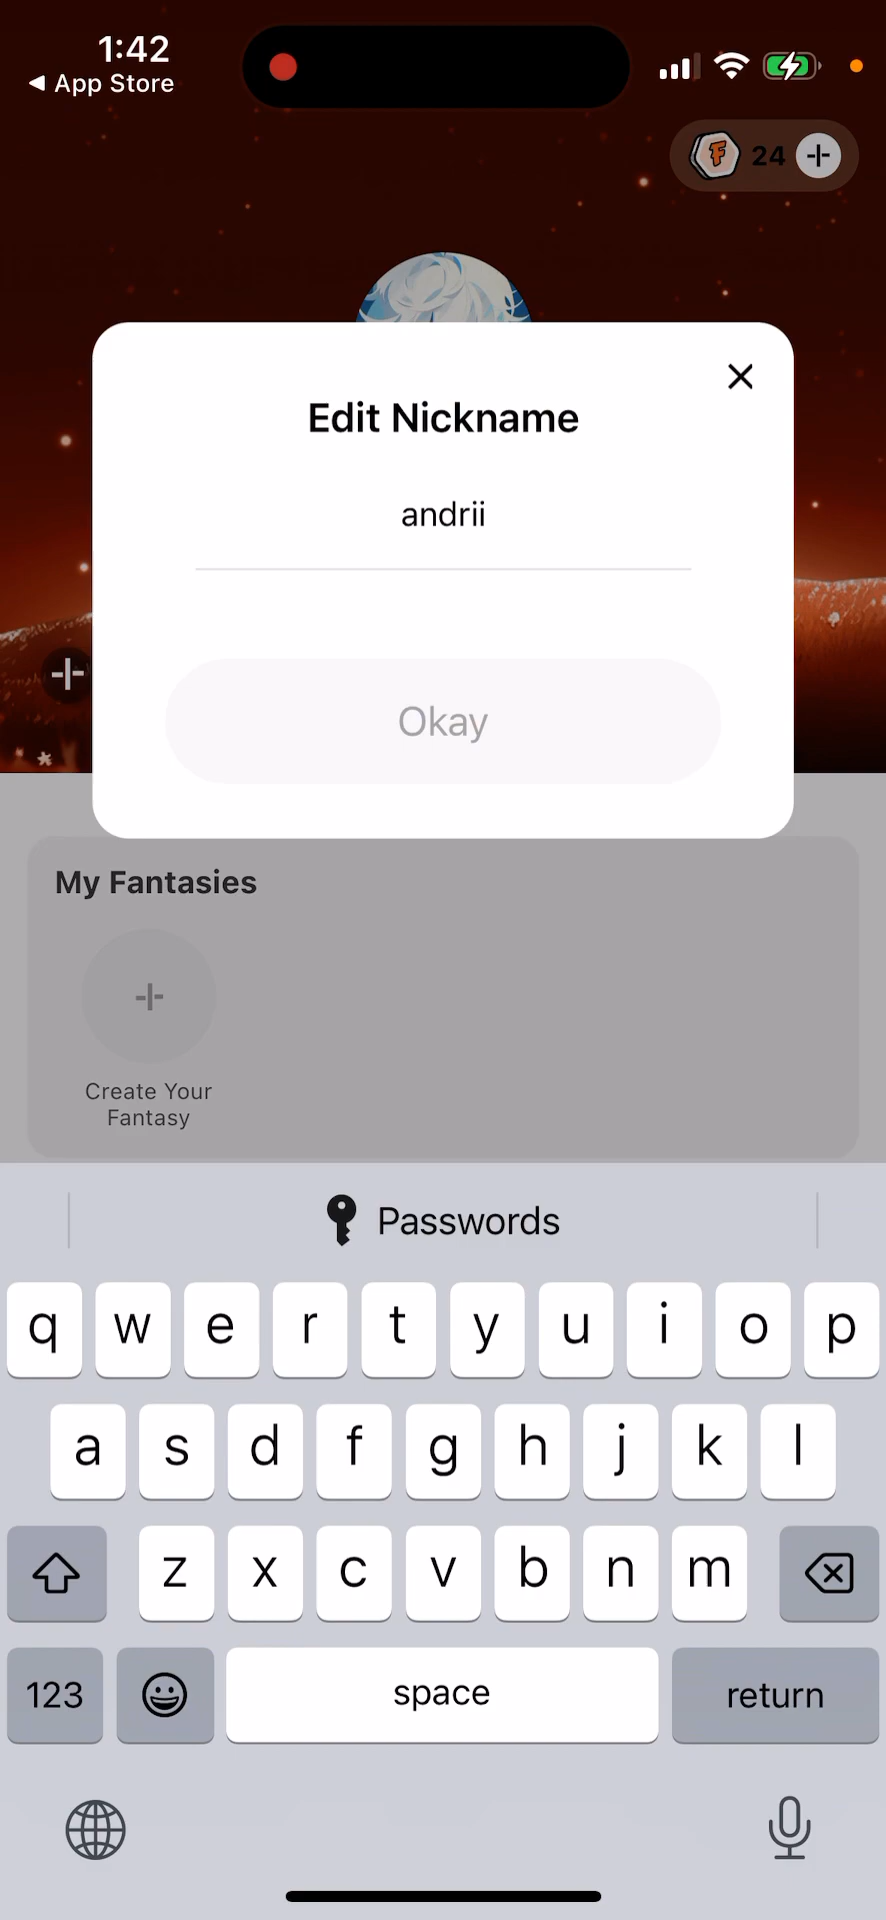 1:42
App Store
24
Edit Nickname
andrii
Okay
My Fantasies
Create Your
Fantasy
Passwords
q w e r t y u i o p
a s d f g h j k l
z x c v b n m
123 space return